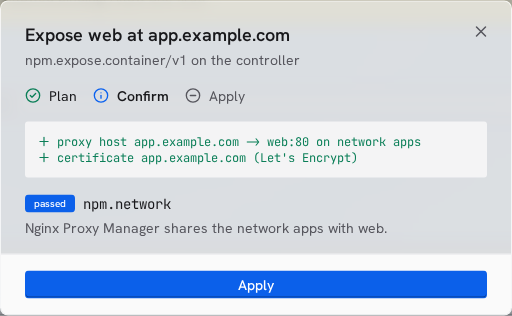 Expose web at app.example.com
npm.expose.container/v1 on the controller
Plan Confirm Apply
+ proxy host app.example.com → web:80 on network apps
+ certificate app.example.com (Let's Encrypt)
passed npm.network
Nginx Proxy Manager shares the network apps with web.
Apply